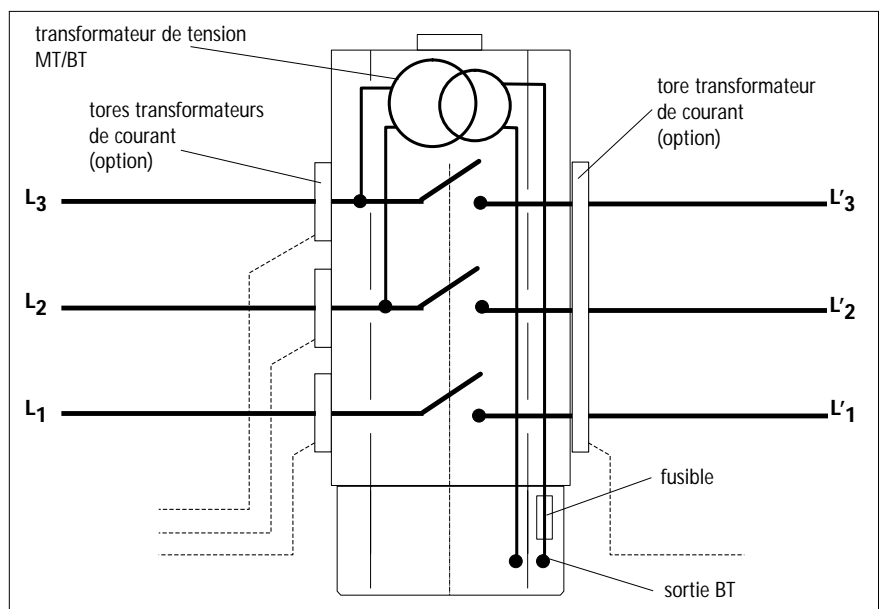 transformateur de tension
MT/BT
tores transformateurs
de courant
(option)
tore transformateur
de courant
(option)
L3
L'3
L2
L'2
L1
L'1
fusible
sortie BT